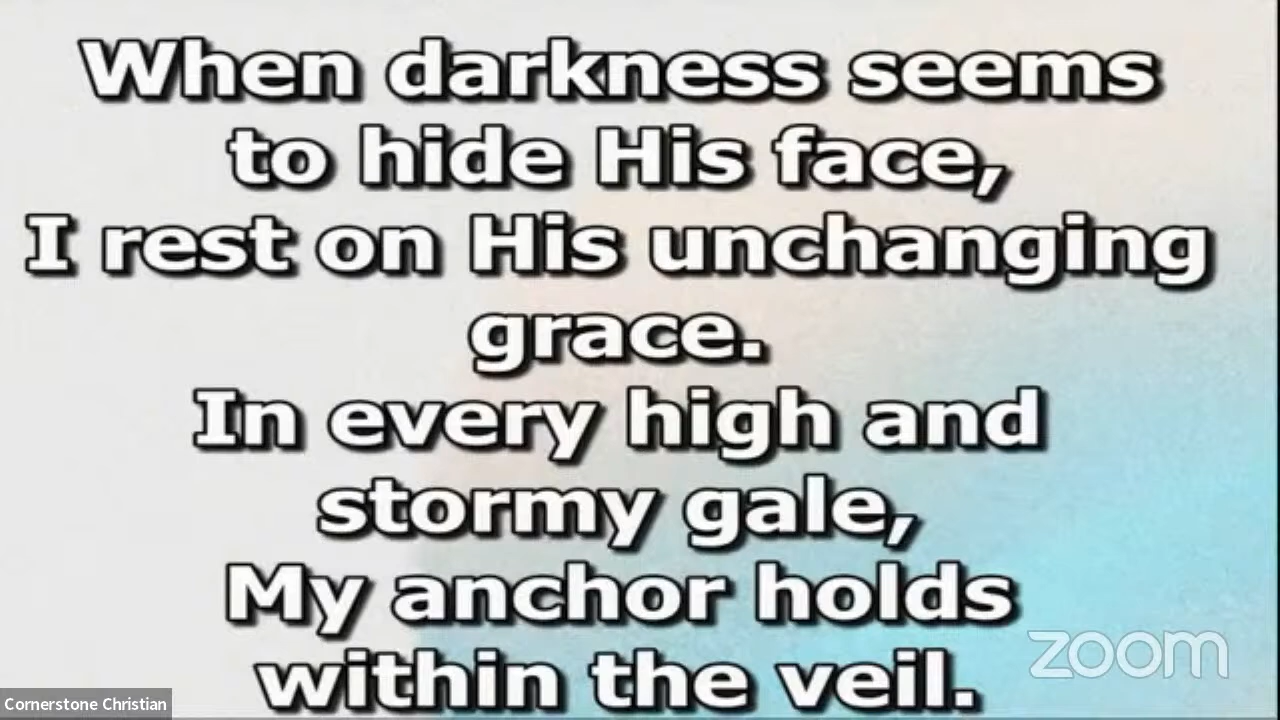 When darkness seems
to hide His face,
I rest on His unchanging
grace.
In every high and
stormy gale,
My anchor holds
within the veil.
zoom
Cornerstone Christian